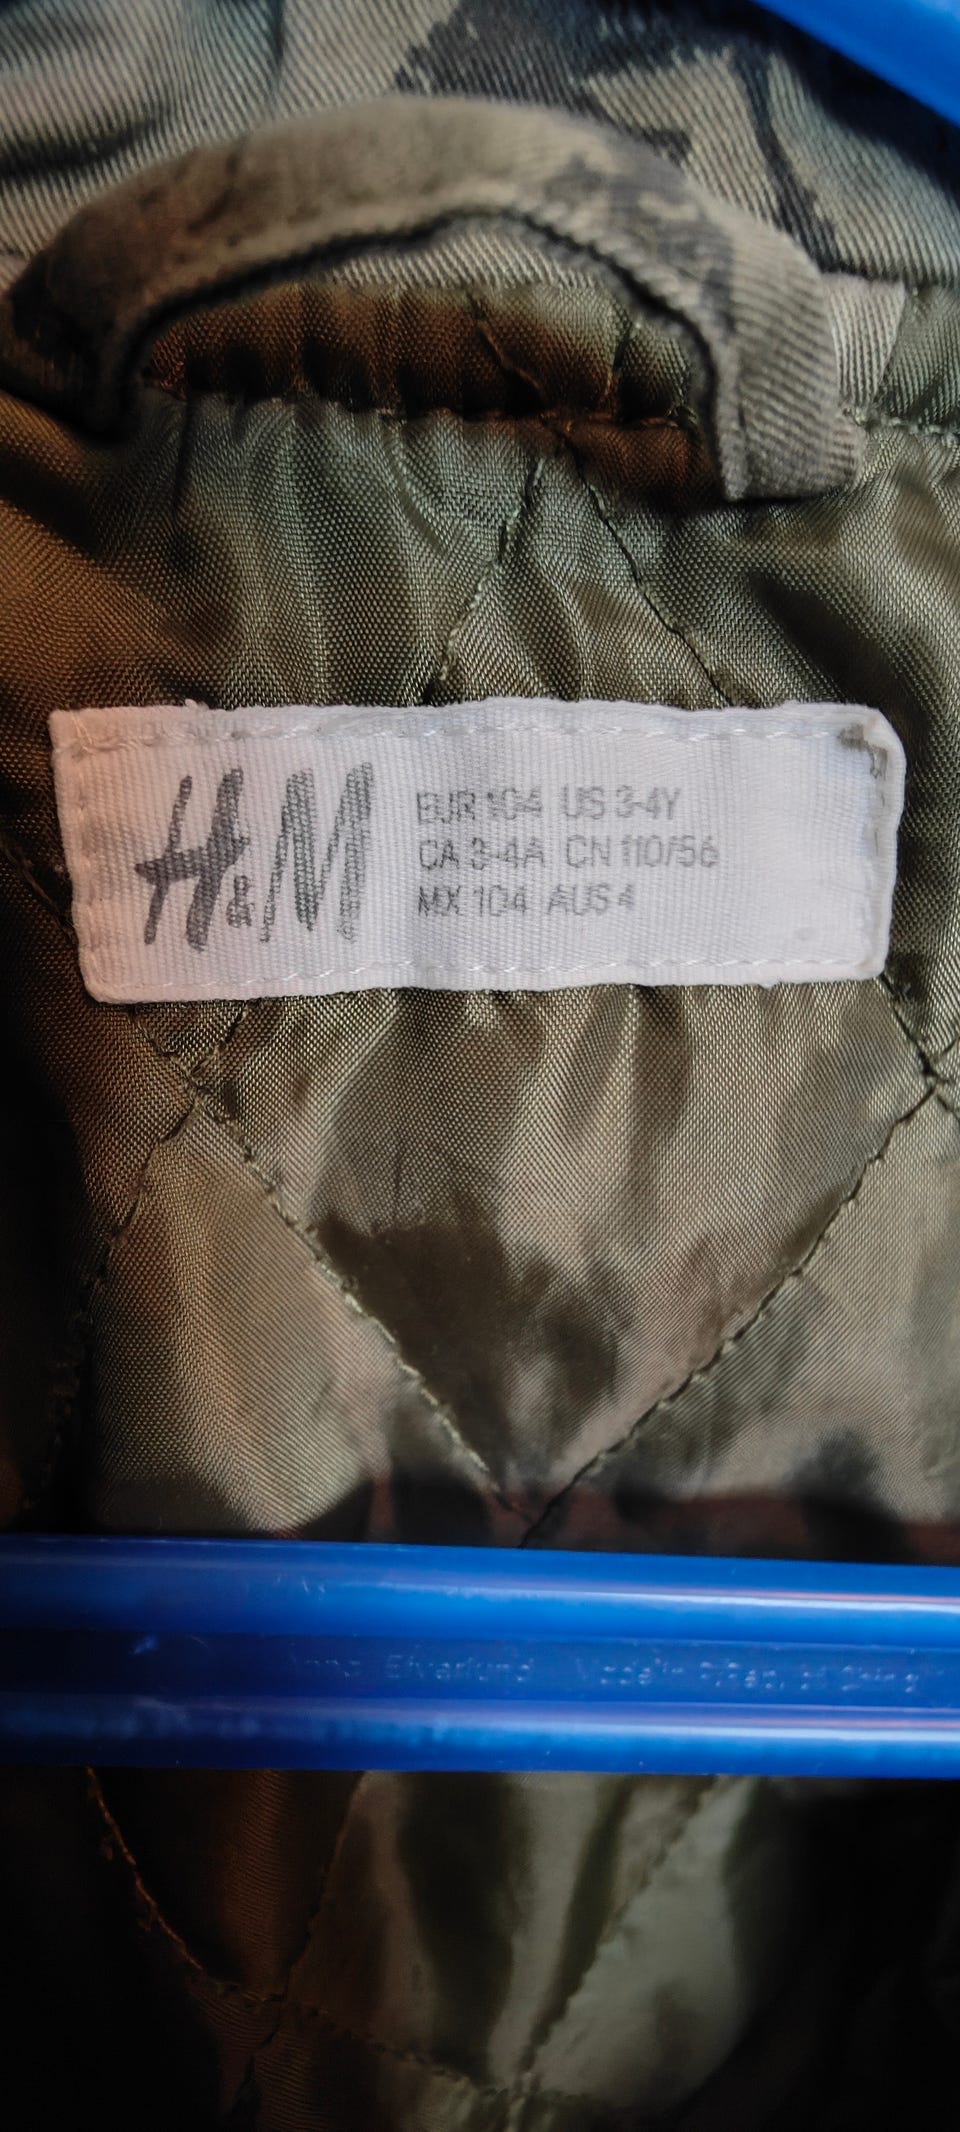 H&M
EUR 104 US 3-4Y
CA 3-4A CN 110/56
MX 104 AUS 4